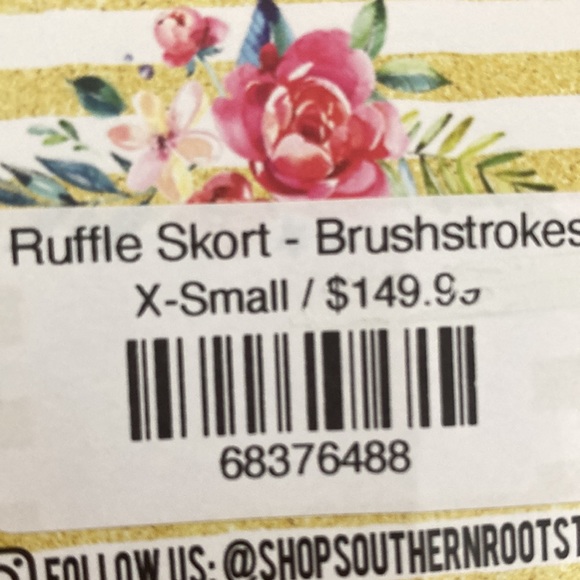 Ruffle Skort - Brushstrokes
X-Small / $149.9
68376488
FOLLOW US: @SHOPSOUTHERNROOTST